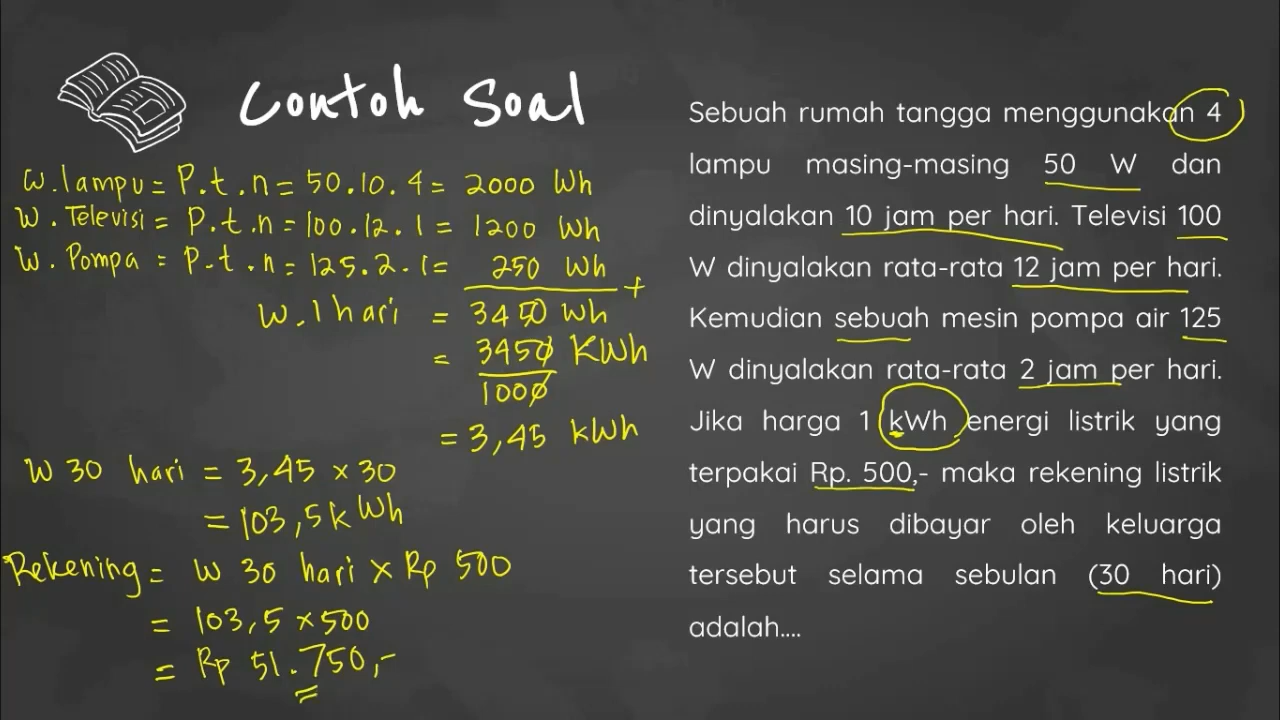 Contoh Soal
W. lampu = P.t.n = 50.10.4 = 2000 Wh
W. Televisi = P.t.n = 100.12.1 = 1200 Wh
W. Pompa = P.t.n = 125.2.1 = 250 Wh
+
W. 1 hari = 3450 Wh
= 3450 KWh
1000
= 3,45 kWh
W 30 hari = 3,45 x 30
= 103,5 kWh
Rekening = W 30 hari x Rp 500
= 103,5 x 500
= Rp 51.750,-
Sebuah rumah tangga menggunakan 4
lampu masing-masing 50 W dan
dinyalakan 10 jam per hari. Televisi 100
W dinyalakan rata-rata 12 jam per hari.
Kemudian sebuah mesin pompa air 125
W dinyalakan rata-rata 2 jam per hari.
Jika harga 1 kWh energi listrik yang
terpakai Rp. 500,- maka rekening listrik
yang harus dibayar oleh keluarga
tersebut selama sebulan (30 hari)
adalah....